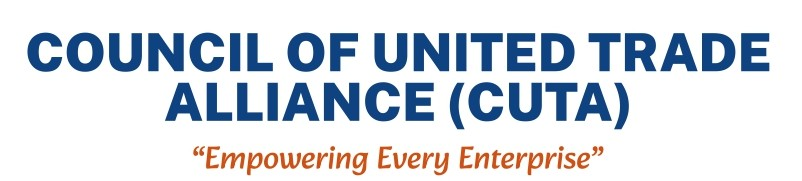 COUNCIL OF UNITED TRADE
ALLIANCE (CUTA)
“Empowering Every Enterprise”